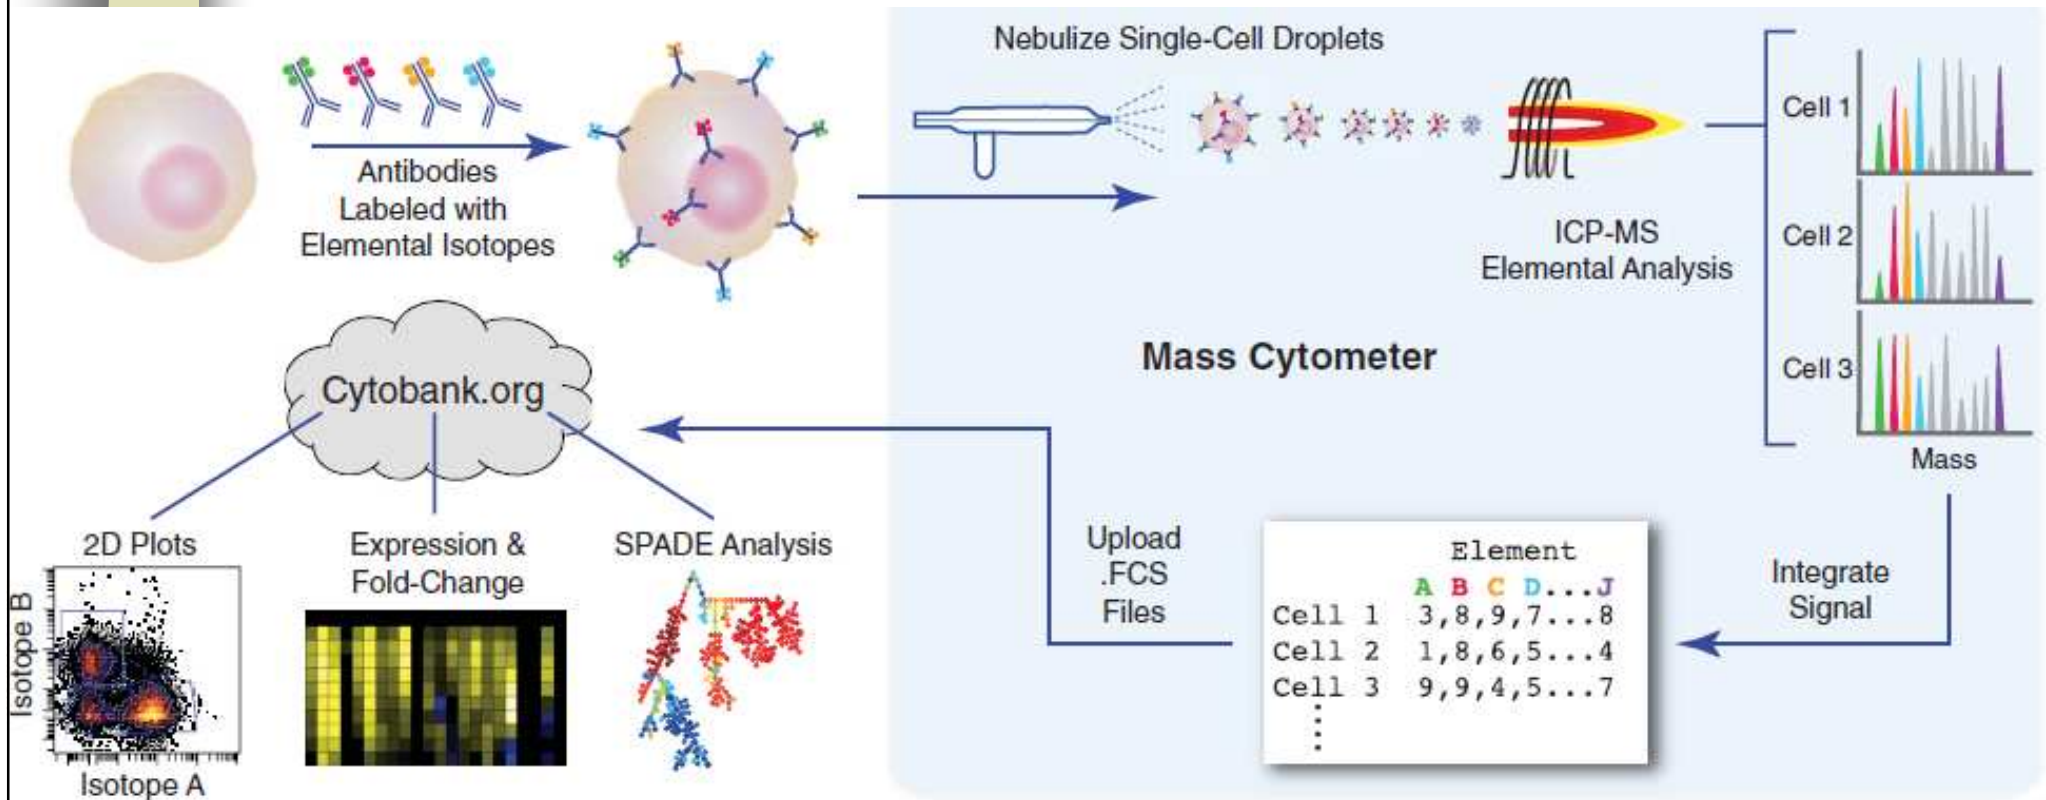 Antibodies
Labeled with
Elemental Isotopes
Nebulize Single-Cell Droplets
ICP-MS
Elemental Analysis
Cell 1
Cell 2
Cell 3
Mass
Mass Cytometer
Integrate
Signal
Element
A B C D...J
Cell 1 3,8,9,7...8
Cell 2 1,8,6,5...4
Cell 3 9,9,4,5...7
Upload
.FCS
Files
Cytobank.org
2D Plots
Isotope B
Isotope A
Expression &
Fold-Change
SPADE Analysis